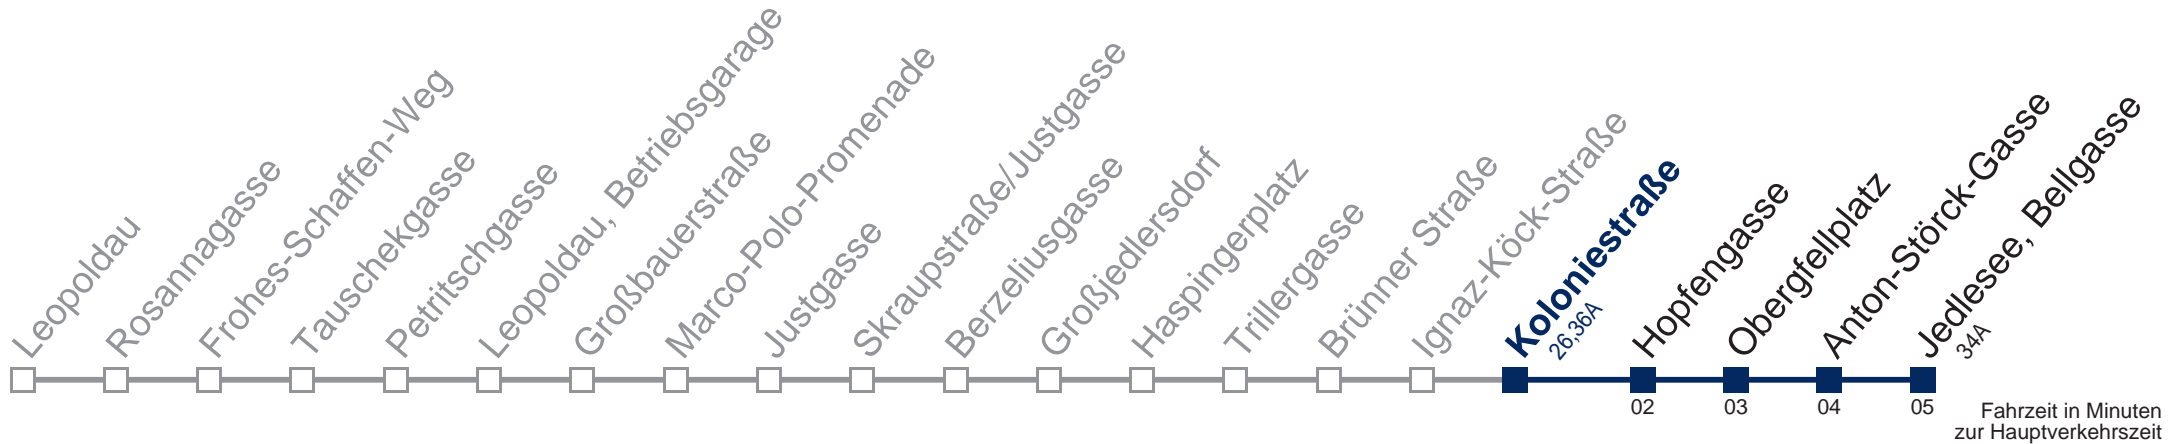 Leopoldau
Rosannagasse
Frohes-Schaffen-Weg
Tauschekgasse
Petritschgasse
Leopoldau, Betriebsgarage
Großbauerstraße
Marco-Polo-Promenade
Justgasse
Skraupstraße/Justgasse
Berzeliusgasse
Großjedlersdorf
Haspingerplatz
Trillergasse
Brünner Straße
Ignaz-Köck-Straße
Koloniestraße
26,36A
Hopfengasse
Obergfellplatz
Anton-Störck-Gasse
Jedlesee, Bellgasse
34A
02
03
04
05
Fahrzeit in Minuten
zur Hauptverkehrszeit